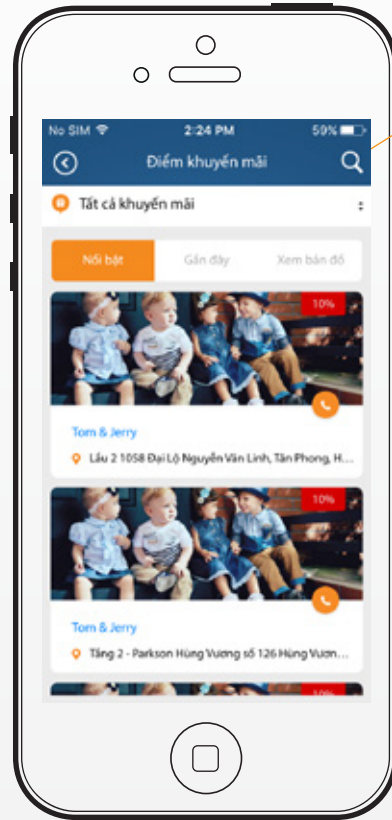 No SIM 2:24 PM 59%
Điểm khuyến mãi
Tất cả khuyến mãi
Nổi bật Gần đây Xem bản đồ
10%
Tom & Jerry
Lầu 2 1058 Đại Lộ Nguyễn Văn Linh, Tân Phong, H...
10%
Tom & Jerry
Tầng 2 - Parkson Hùng Vương số 126 Hùng Vươn...
10%